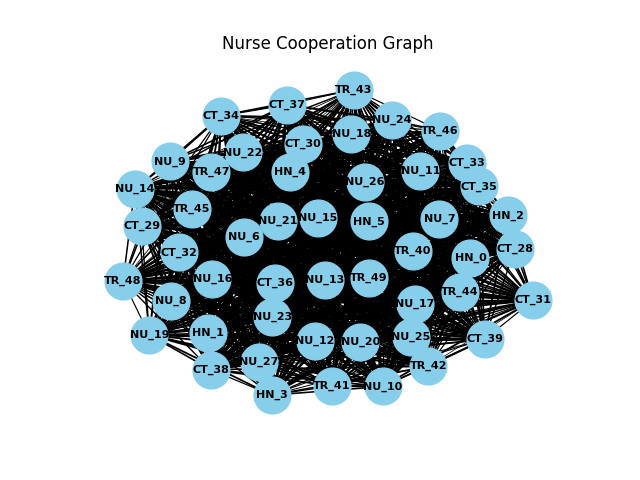 Nurse Cooperation Graph
TR_43
CT_37
CT_34
NU_24
TR_46
NU_18
CT_30
NU_22
NU_9
CT_33
TR_47
HN_4
NU_11
NU_26
CT_35
NU_14
TR_45
HN_2
NU_21
NU_15
HN_5
NU_7
CT_29
NU_6
CT_32
TR_40
CT_28
HN_0
TR_48
NU_16
CT_36
NU_13
TR_49
TR_44
NU_8
CT_31
NU_17
NU_23
NU_19
HN_1
NU_12
NU_20
NU_25
CT_39
NU_27
CT_38
TR_42
HN_3
TR_41
NU_10